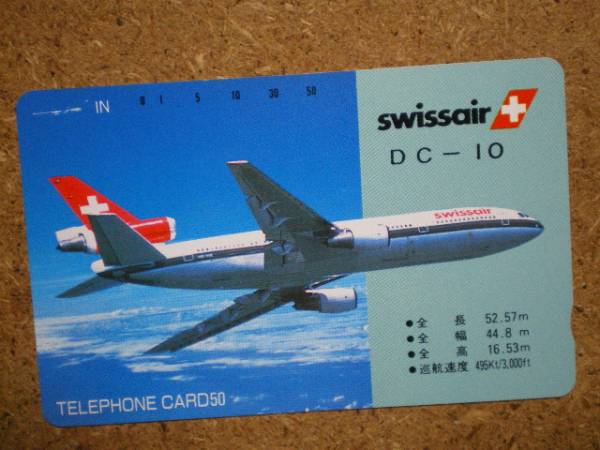 IN 0 1 5 10 30 50
swissair
DC-10
swissair
●全長 52.57m
●全幅 44.8 m
●全高 16.53m
●巡航速度 495Kt/3,000ft
TELEPHONE CARD50